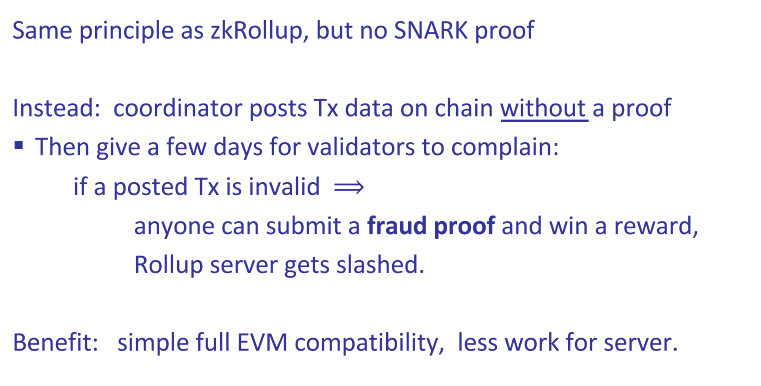 Same principle as zkRollup, but no SNARK proof
Instead: coordinator posts Tx data on chain without a proof
▪ Then give a few days for validators to complain:
if a posted Tx is invalid ⟹
anyone can submit a fraud proof and win a reward,
Rollup server gets slashed.
Benefit: simple full EVM compatibility, less work for server.